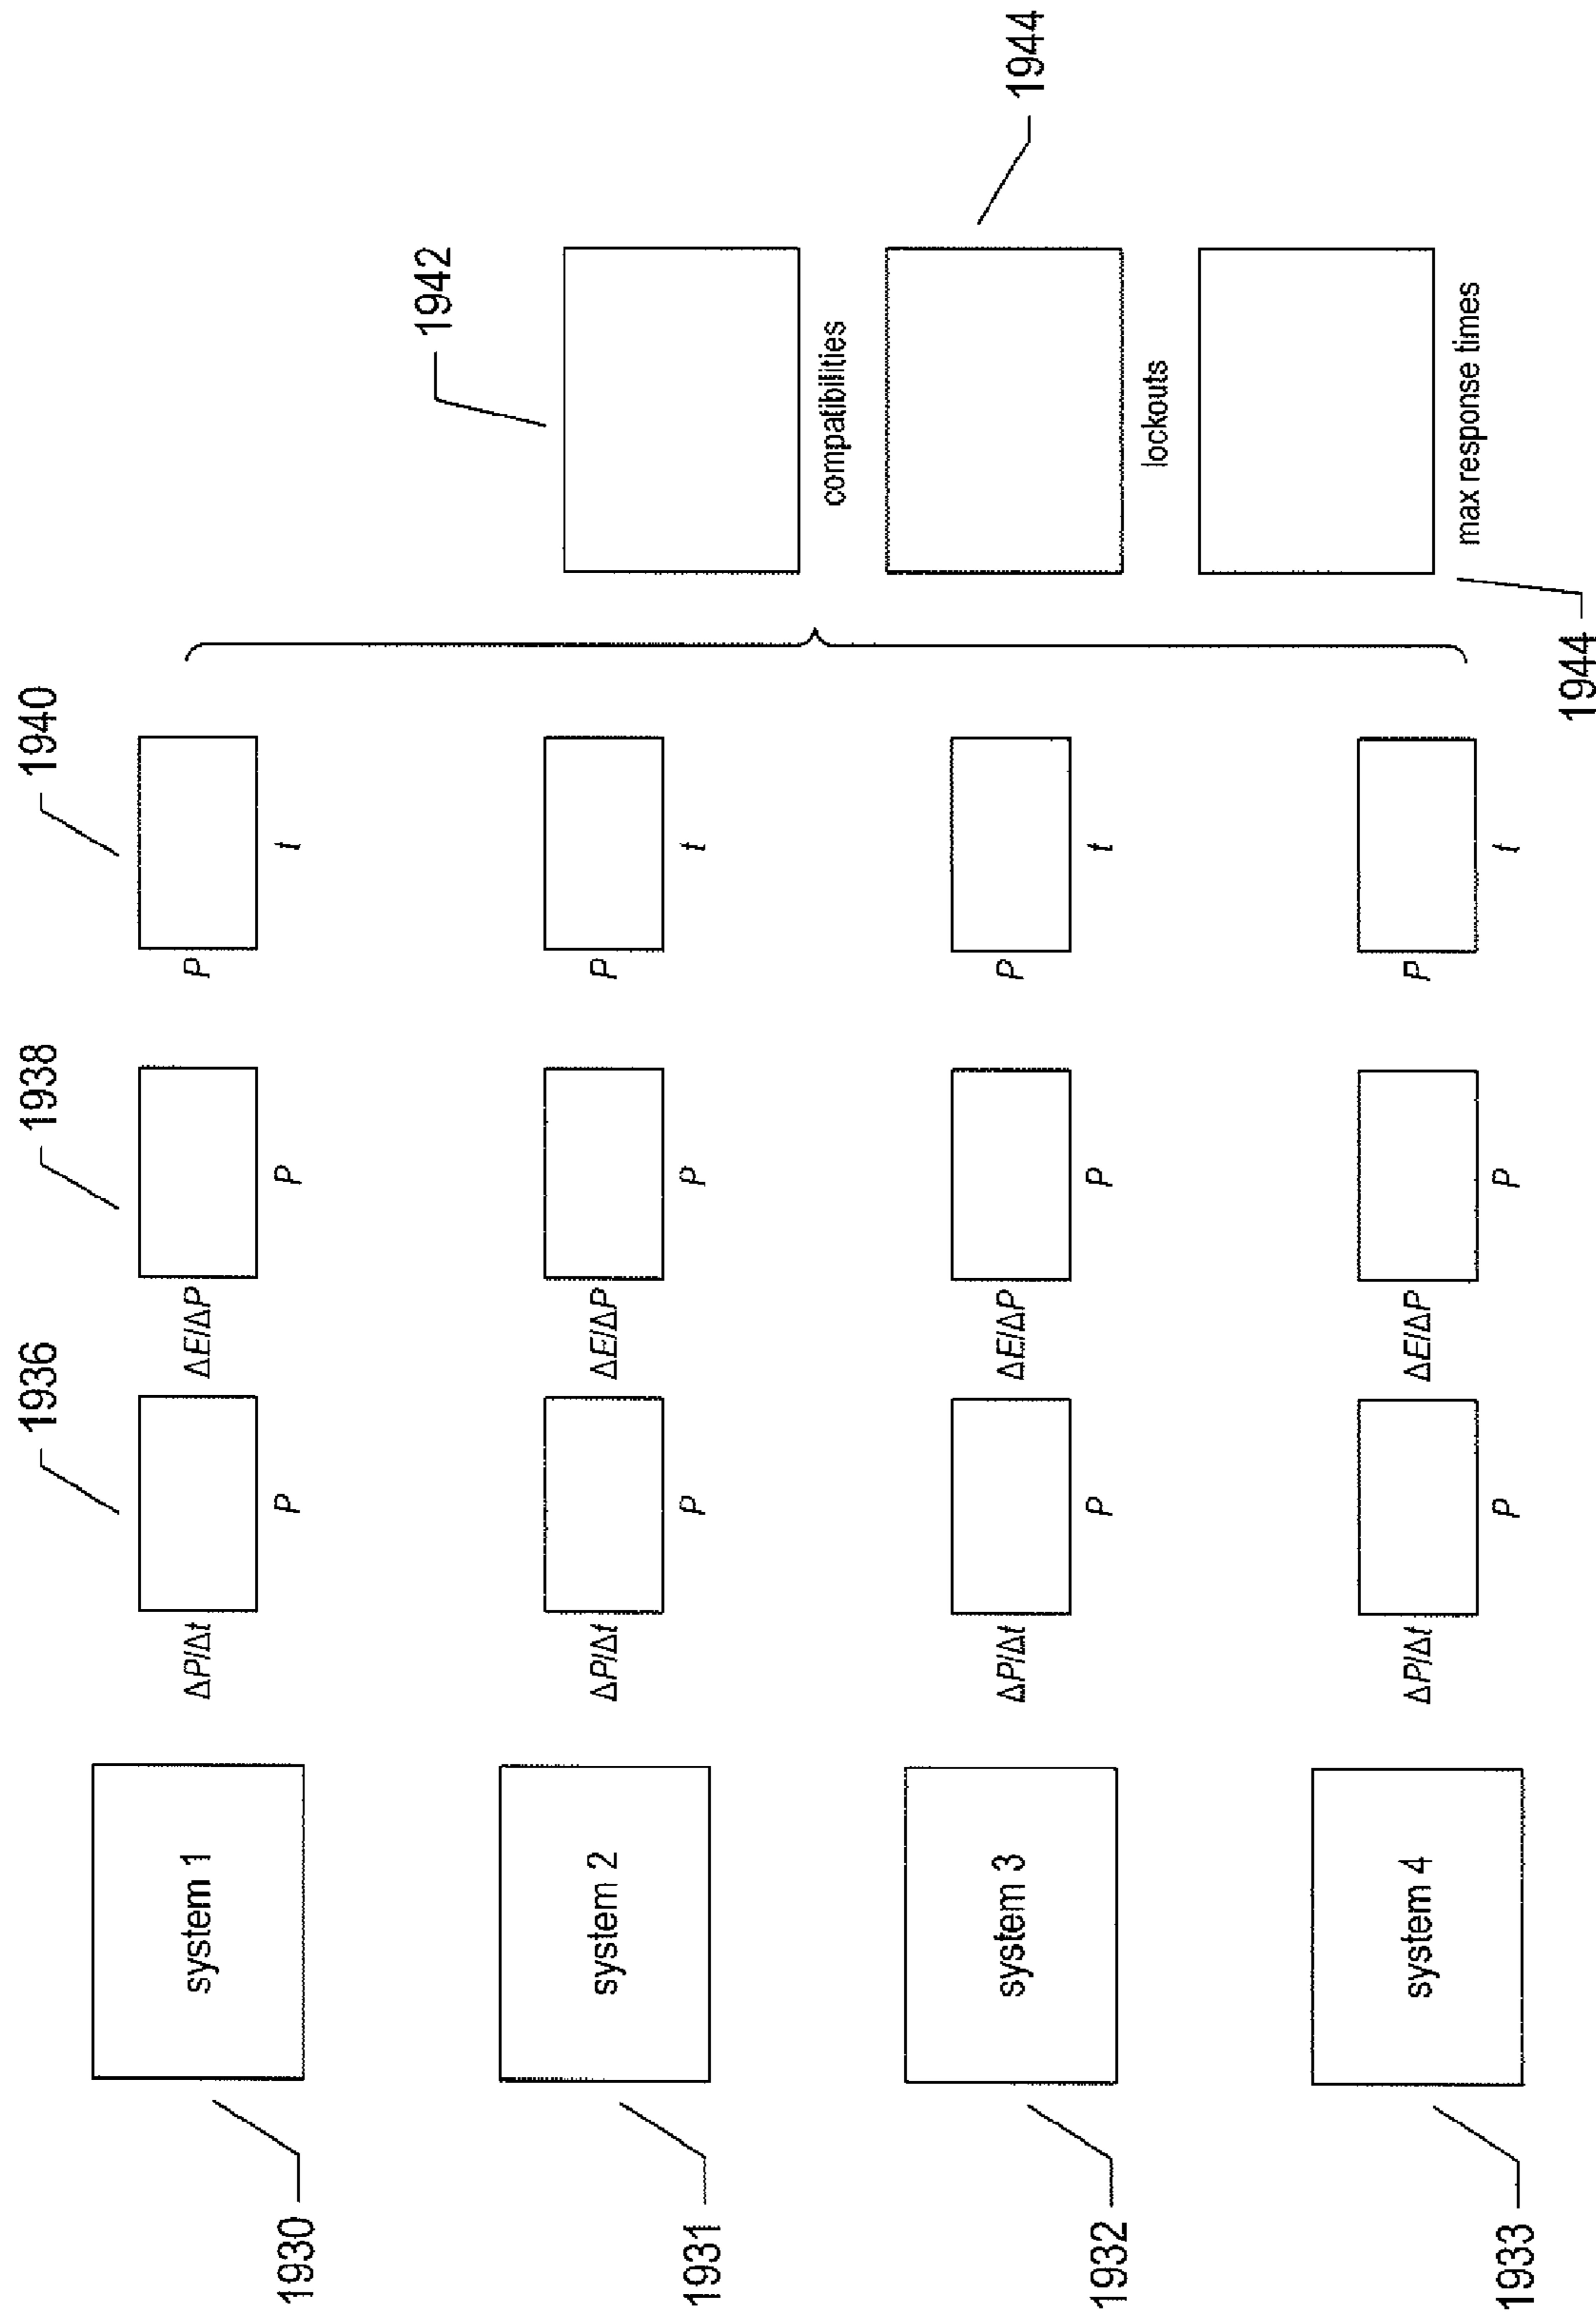 1936
1938
1940
1930
system 1
ΔP/Δt
P
ΔE/ΔP
P
P
t
1931
system 2
ΔP/Δt
P
ΔE/ΔP
P
P
t
1932
system 3
ΔP/Δt
P
ΔE/ΔP
P
P
t
1933
system 4
ΔP/Δt
P
ΔE/ΔP
P
P
t
1942
compatibilities
1944
lockouts
max response times
1944